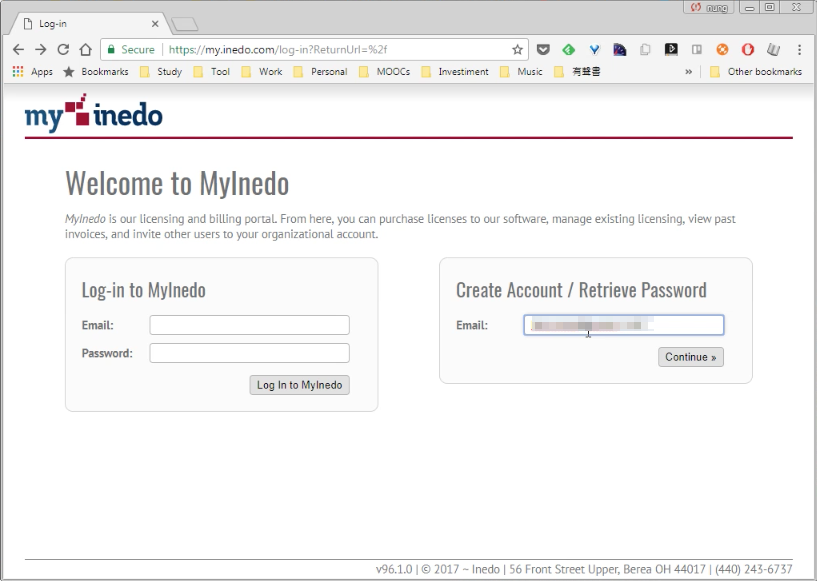 nung
Log-in
Secure
https://my.inedo.com/log-in?ReturnUrl=%2f
Apps
Bookmarks
Study
Tool
Work
Personal
MOOCs
Investiment
Music
有聲書
»
Other bookmarks
my inedo
Welcome to MyInedo
MyInedo is our licensing and billing portal. From here, you can purchase licenses to our software, manage existing licensing, view past
invoices, and invite other users to your organizational account.
Log-in to MyInedo
Email:
Password:
Log In to MyInedo
Create Account / Retrieve Password
Email:
Continue »
v96.1.0 | © 2017 ~ Inedo | 56 Front Street Upper, Berea OH 44017 | (440) 243-6737